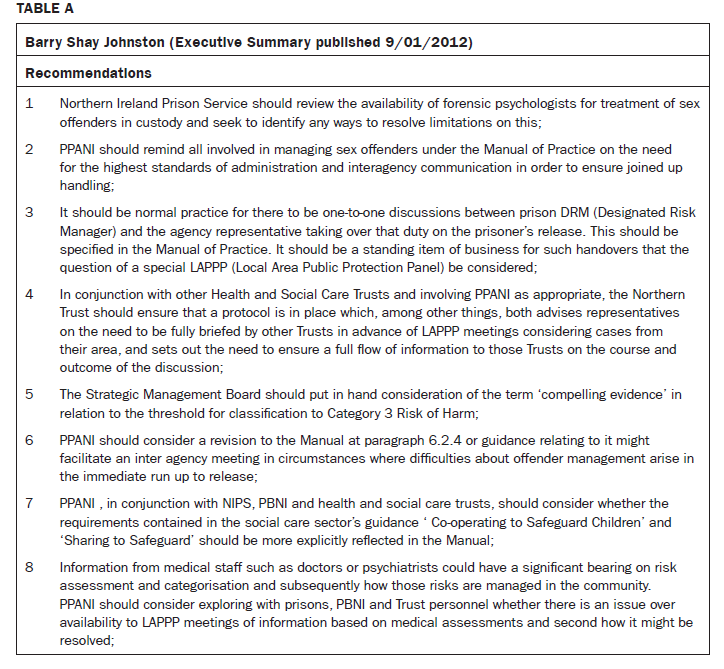 TABLE A
Barry Shay Johnston (Executive Summary published 9/01/2012)
Recommendations
1 Northern Ireland Prison Service should review the availability of forensic psychologists for treatment of sex
offenders in custody and seek to identify any ways to resolve limitations on this;
2 PPANI should remind all involved in managing sex offenders under the Manual of Practice on the need
for the highest standards of administration and interagency communication in order to ensure joined up
handling;
3 It should be normal practice for there to be one-to-one discussions between prison DRM (Designated Risk
Manager) and the agency representative taking over that duty on the prisoner's release. This should be
specified in the Manual of Practice. It should be a standing item of business for such handovers that the
question of a special LAPPP (Local Area Public Protection Panel) be considered;
4 In conjunction with other Health and Social Care Trusts and involving PPANI as appropriate, the Northern
Trust should ensure that a protocol is in place which, among other things, both advises representatives
on the need to be fully briefed by other Trusts in advance of LAPPP meetings considering cases from
their area, and sets out the need to ensure a full flow of information to those Trusts on the course and
outcome of the discussion;
5 The Strategic Management Board should put in hand consideration of the term ‘compelling evidence’ in
relation to the threshold for classification to Category 3 Risk of Harm;
6 PPANI should consider a revision to the Manual at paragraph 6.2.4 or guidance relating to it might
facilitate an inter agency meeting in circumstances where difficulties about offender management arise in
the immediate run up to release;
7 PPANI , in conjunction with NIPS, PBNI and health and social care trusts, should consider whether the
requirements contained in the social care sector's guidance ‘ Co-operating to Safeguard Children’ and
‘Sharing to Safeguard’ should be more explicitly reflected in the Manual;
8 Information from medical staff such as doctors or psychiatrists could have a significant bearing on risk
assessment and categorisation and subsequently how those risks are managed in the community.
PPANI should consider exploring with prisons, PBNI and Trust personnel whether there is an issue over
availability to LAPPP meetings of information based on medical assessments and second how it might be
resolved;